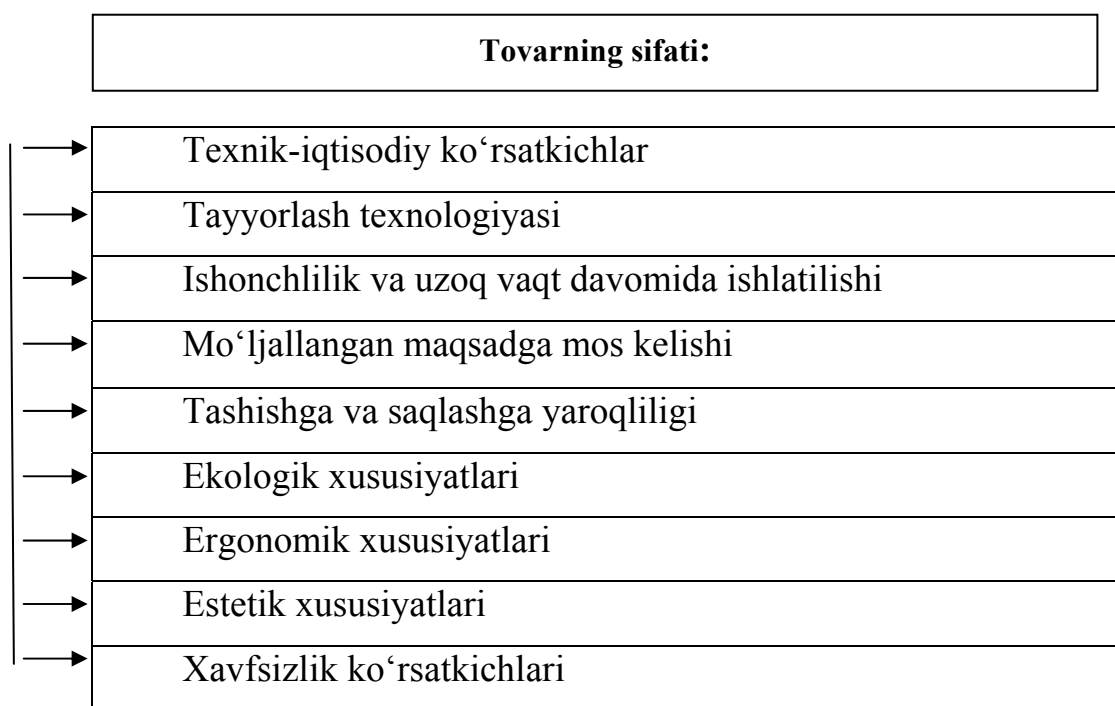 Tovarning sifati:
Texnik-iqtisodiy ko‘rsatkichlar
Tayyorlash texnologiyasi
Ishonchlilik va uzoq vaqt davomida ishlatilishi
Mo‘ljallangan maqsadga mos kelishi
Tashishga va saqlashga yaroqliligi
Ekologik xususiyatlari
Ergonomik xususiyatlari
Estetik xususiyatlari
Xavfsizlik ko‘rsatkichlari